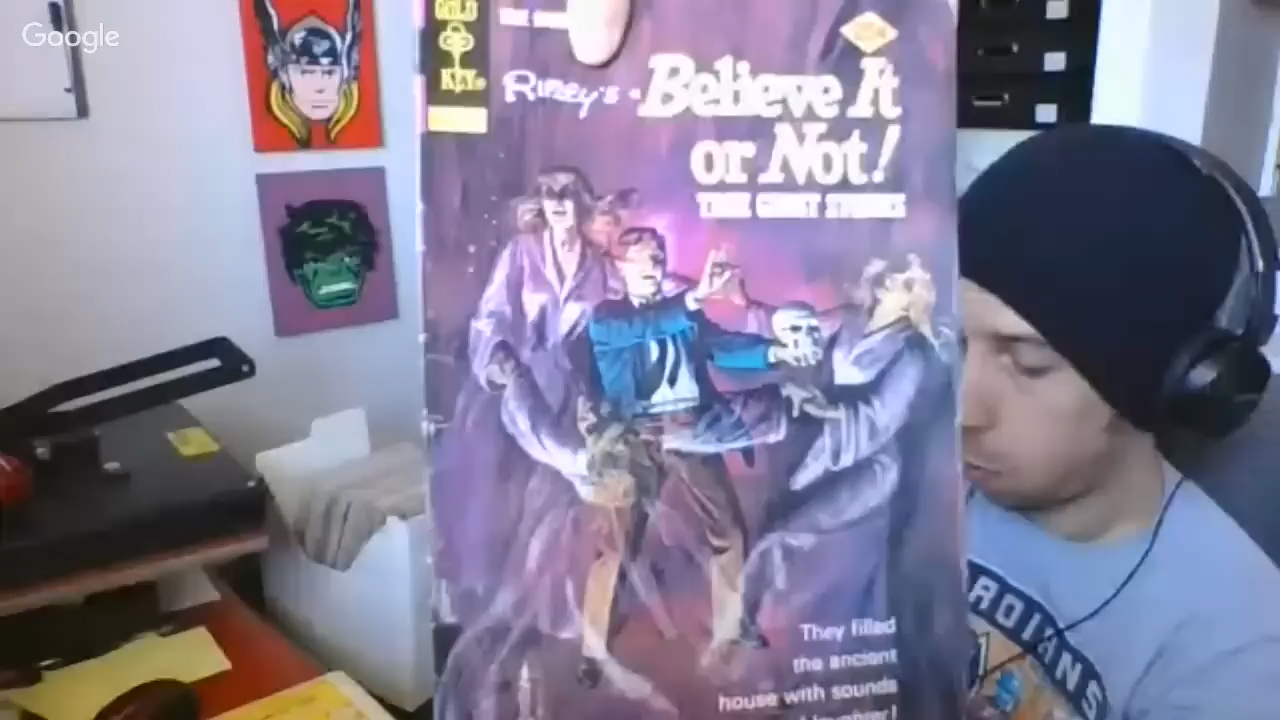 Google
GOLD
KEY
Ripley's
Believe It
or Not!
TRUE GHOST STORIES
They filled
the ancient
house with sounds
ARDIANS